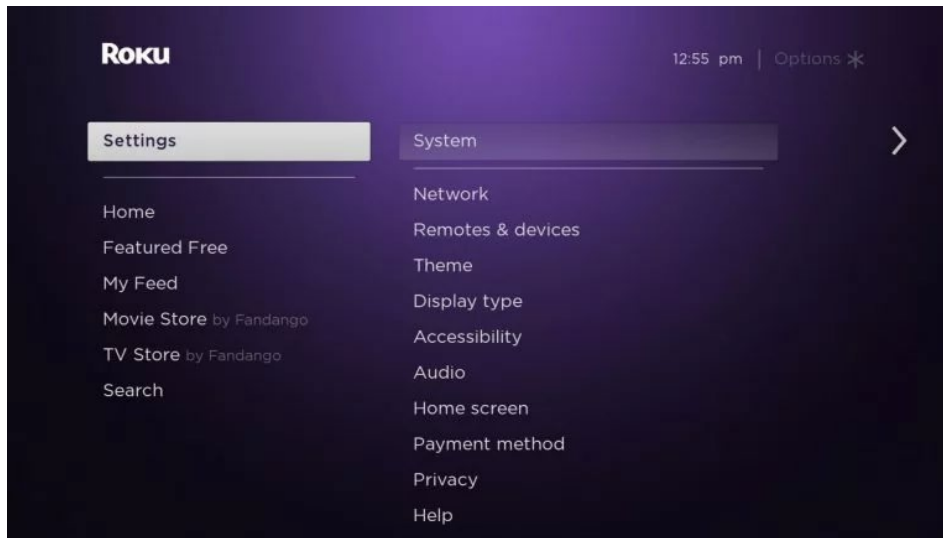 Roku
12:55 pm | Options
Settings
Home
Featured Free
My Feed
Movie Store by Fandango
TV Store by Fandango
Search
System
Network
Remotes & devices
Theme
Display type
Accessibility
Audio
Home screen
Payment method
Privacy
Help